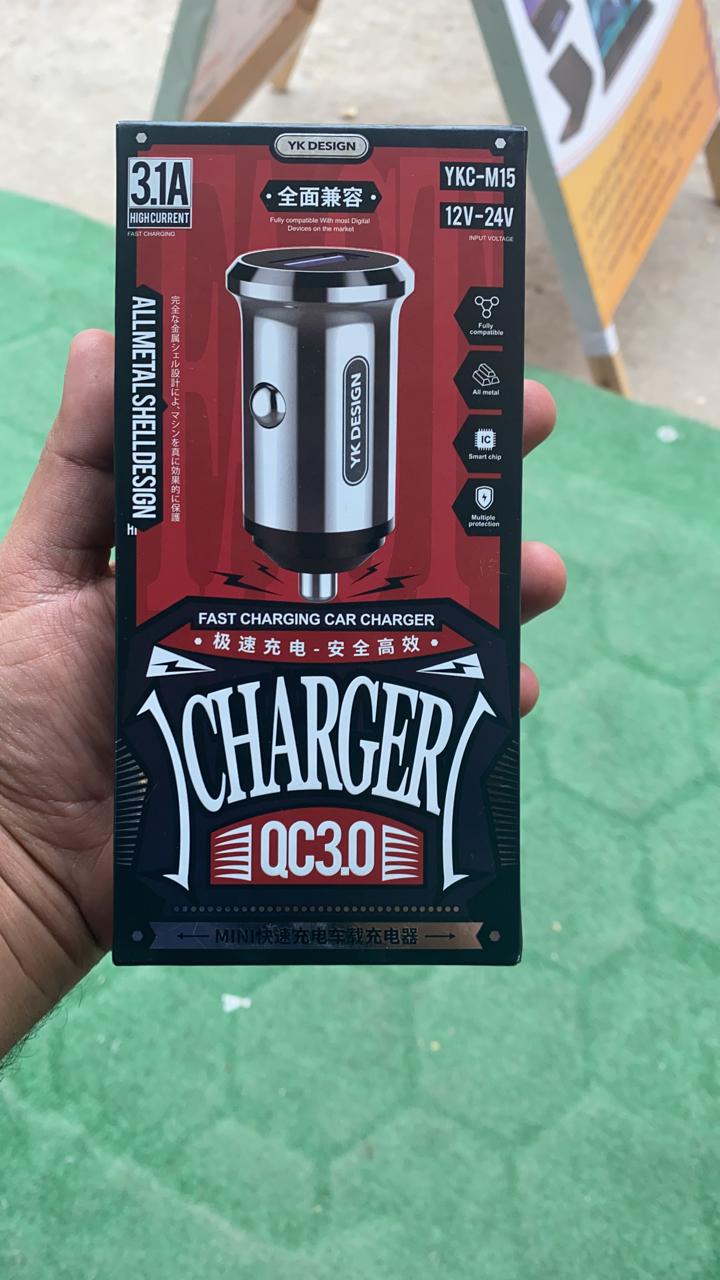 YK DESIGN
3.1A
HIGH CURRENT
FAST CHARGING
全面兼容
Fully compatible With most Digital
Devices on the market
YKC-M15
12V-24V
INPUT VOLTAGE
ALL METAL SHELL DESIGN
完全な金属シェル設計によ、マシンを真に効果的に保護
YK DESIGN
Fully
compatible
All metal
IC
Smart chip
Multiple
protection
FAST CHARGING CAR CHARGER
极速充电-安全高效
CHARGER
QC3.0
MINI快速充电车载充电器